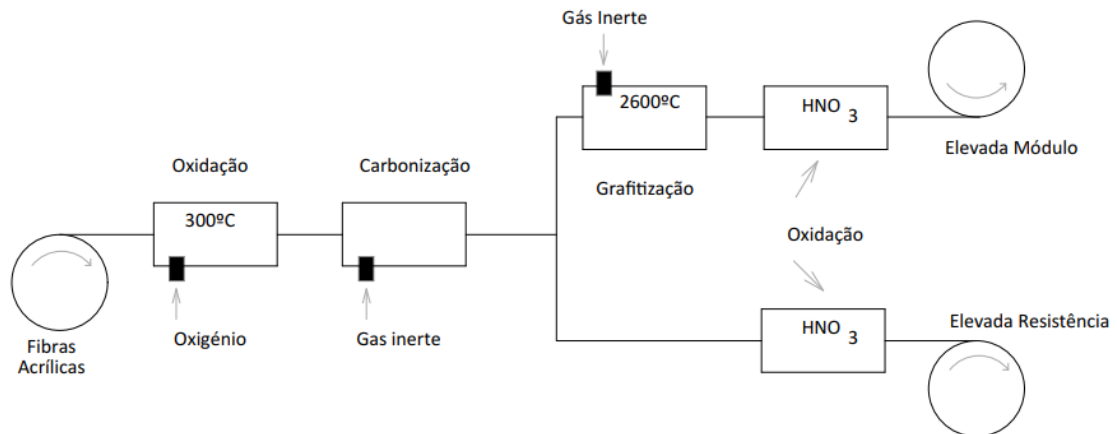 Gás Inerte
2600ºC
HNO 3
Elevada Módulo
Oxidação
Carbonização
Grafitização
300ºC
Oxidação
Fibras
Acrílicas
Oxigénio
Gas inerte
HNO 3
Elevada Resistência